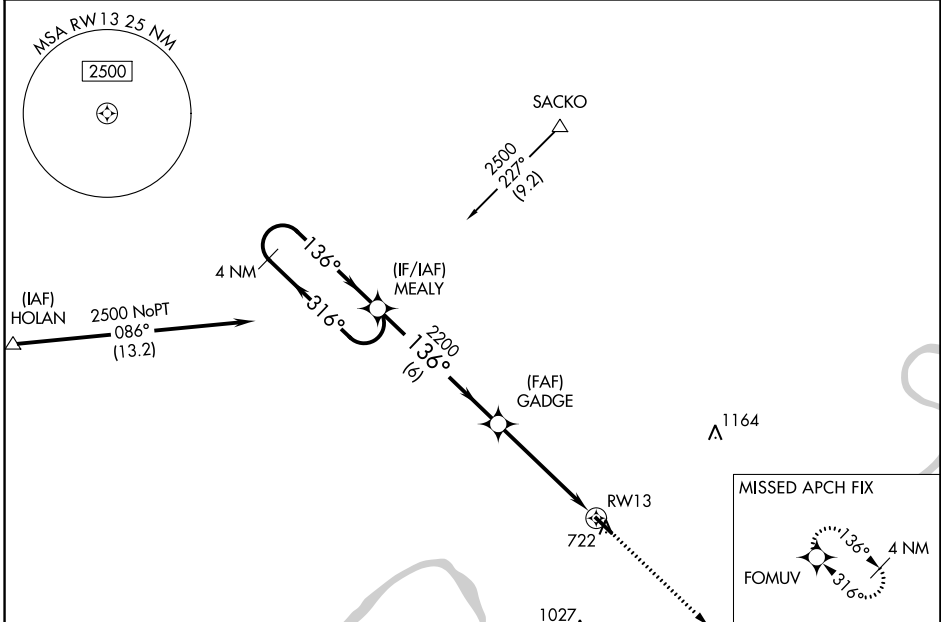 MSA RW13 25 NM
2500
SACKO
2500
227°
(9.2)
136°
4 NM
316°
(IF/IAF)
MEALY
(IAF)
HOLAN
2500 NoPT
086°
(13.2)
2200
136°
(6)
(FAF)
GADGE
1164
RW13
722
1027
MISSED APCH FIX
136°
4 NM
FOMUV
316°